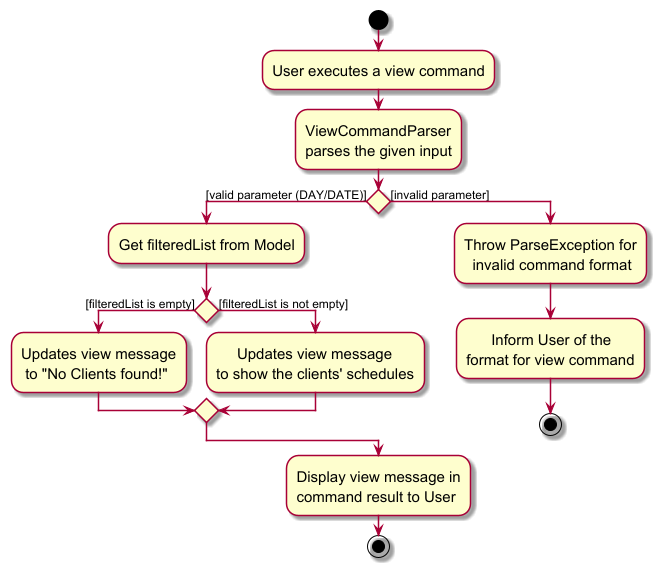 User executes a view command
ViewCommandParser
parses the given input
[valid parameter (DAY/DATE)]
[invalid parameter]
Get filteredList from Model
Throw ParseException for
invalid command format
[filteredList is empty]
[filteredList is not empty]
Updates view message
to "No Clients found!"
Updates view message
to show the clients' schedules
Inform User of the
format for view command
Display view message in
command result to User